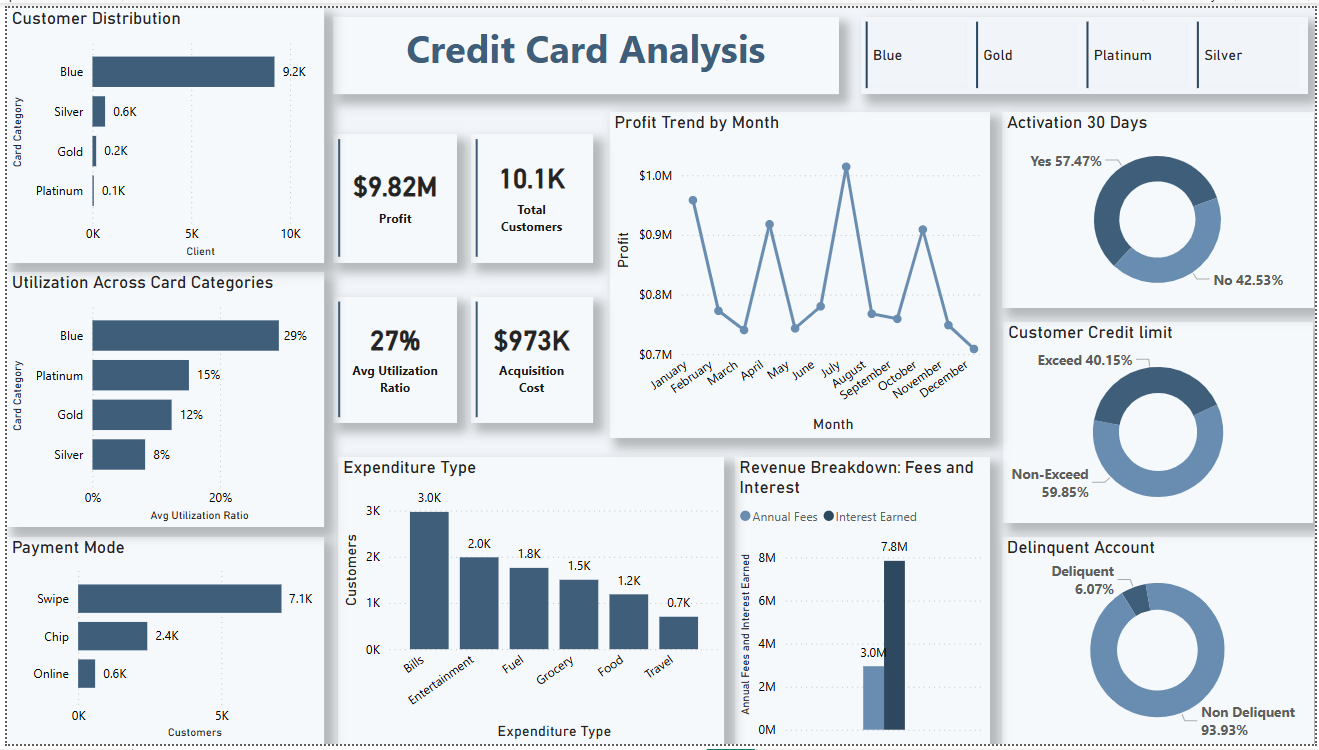 Customer Distribution
Card Category
Blue
9.2K
Silver
0.6K
Gold
0.2K
Platinum
0.1K
0K
5K
10K
Client
Credit Card Analysis
Blue
Gold
Platinum
Silver
$9.82M
Profit
10.1K
Total
Customers
27%
Avg Utilization
Ratio
$973K
Acquisition
Cost
Profit Trend by Month
Profit
$1.0M
$0.9M
$0.8M
$0.7M
January
February
March
April
May
June
July
August
September
October
November
December
Month
Activation 30 Days
Yes 57.47%
No 42.53%
Utilization Across Card Categories
Card Category
Blue
29%
Platinum
15%
Gold
12%
Silver
8%
0%
20%
Avg Utilization Ratio
Customer Credit limit
Exceed 40.15%
Non-Exceed
59.85%
Payment Mode
Swipe
7.1K
Chip
2.4K
Online
0.6K
0K
5K
Customers
Expenditure Type
Customers
3K
2K
1K
0K
3.0K
2.0K
1.8K
1.5K
1.2K
0.7K
Bills
Entertainment
Fuel
Grocery
Food
Travel
Expenditure Type
Revenue Breakdown: Fees and
Interest
Annual Fees
Interest Earned
Annual Fees and Interest Earned
8M
6M
4M
2M
0M
3.0M
7.8M
Delinquent Account
Deliquent
6.07%
Non Deliquent
93.93%